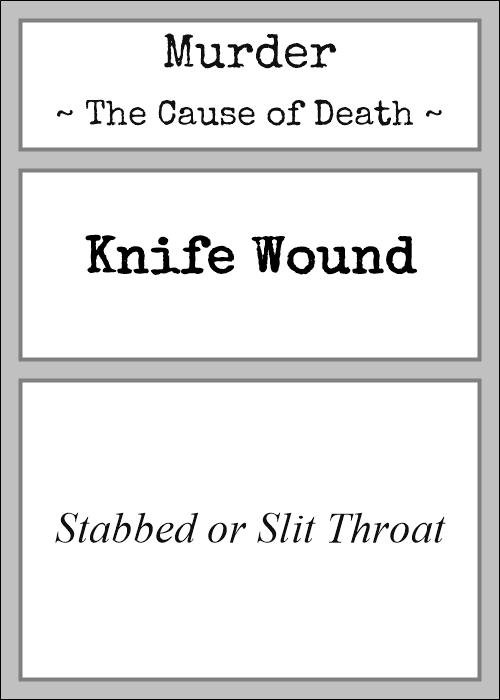 Murder
~ The Cause of Death ~
Knife Wound
Stabbed or Slit Throat